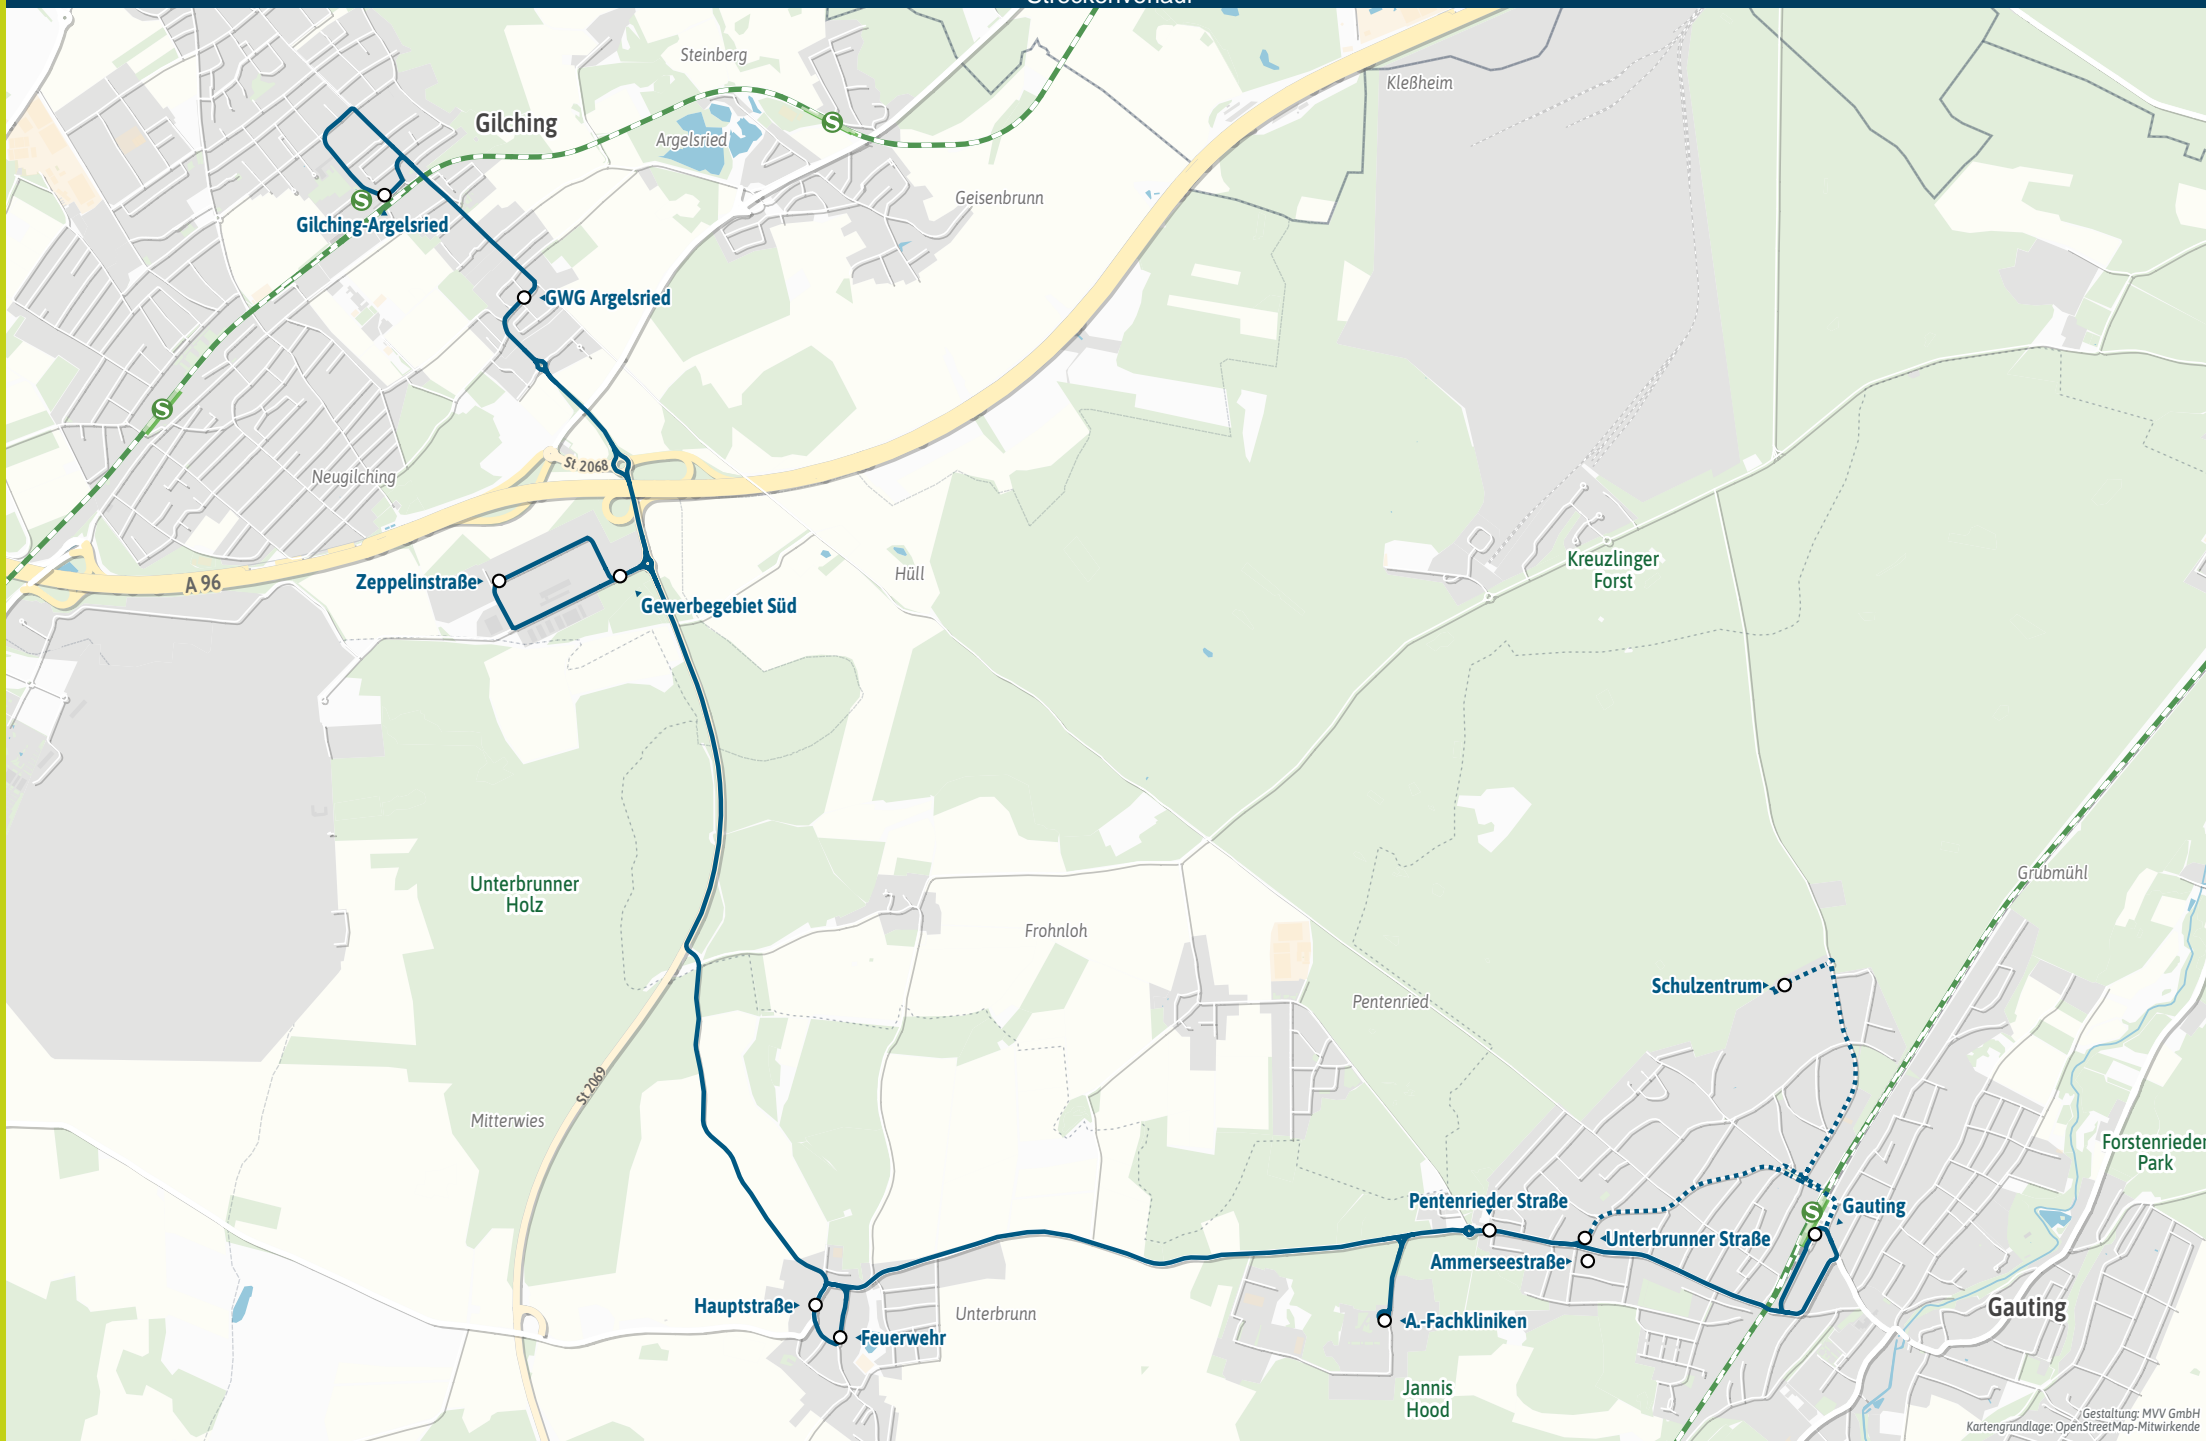 Streckenverlauf
Steinberg
Kleßheim
Gilching
S
Argelsried
Geisenbrunn
S
Gilching-Argelsried
GWG Argelsried
S
St 2068
Neugilching
A 96
Zeppelinstraße
Gewerbegebiet Süd
Hüll
Kreuzlinger
Forst
Grubmühl
Unterbrunner
Holz
Frohnloh
Pentenried
Schulzentrum
St 2069
Mitterwies
Forstenrieder
Park
Pentenrieder Straße
S
Gauting
Unterbrunner Straße
Ammerseestraße
Hauptstraße
Unterbrunn
Gauting
A.-Fachkliniken
Feuerwehr
Jannis
Hood
Gestaltung: MVV GmbH
Kartengrundlage: OpenStreetMap-Mitwirkende